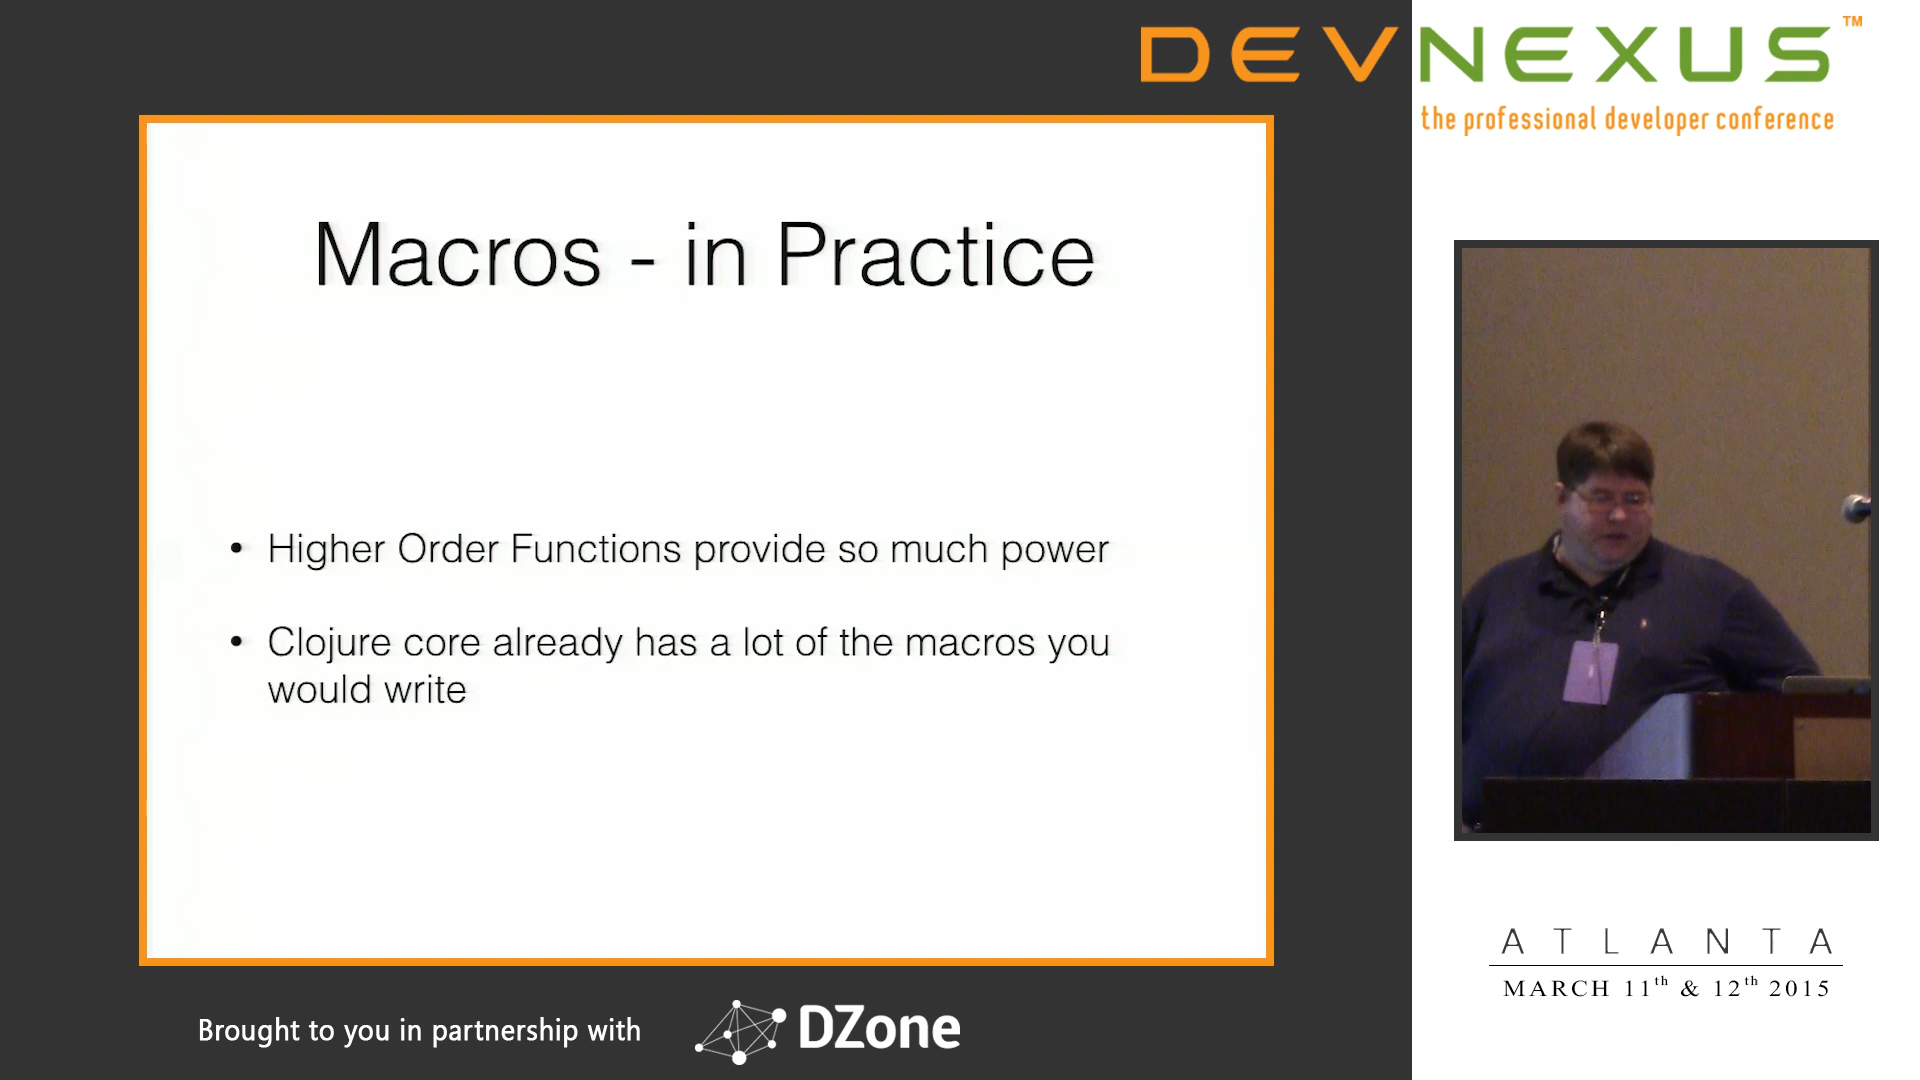 DEVNEXUS™
the professional developer conference
Macros - in Practice
• Higher Order Functions provide so much power
• Clojure core already has a lot of the macros you
would write
ATLANTA
MARCH 11th & 12th 2015
Brought to you in partnership with DZone